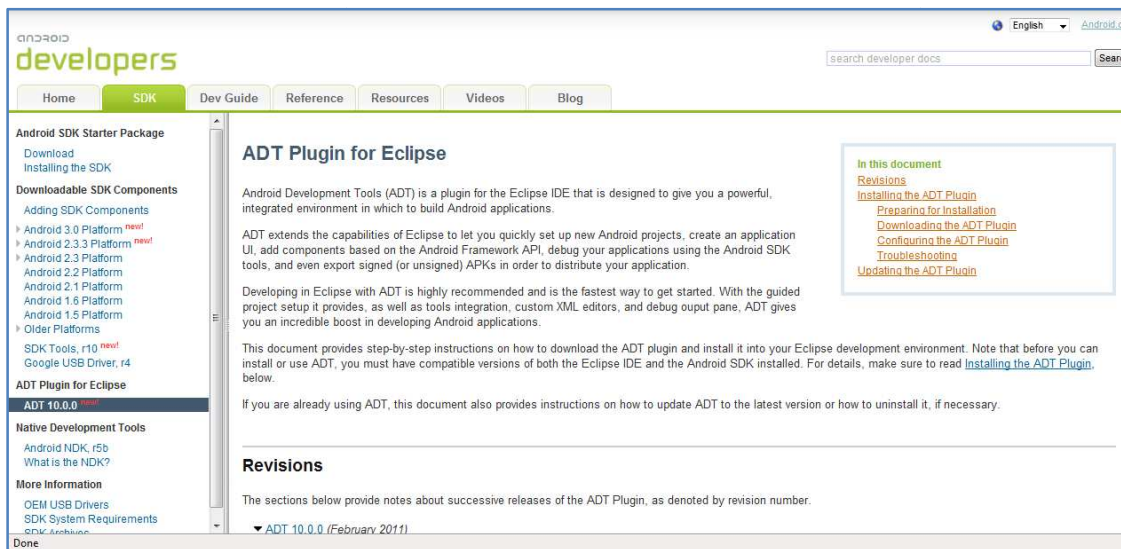 English
Android.c
android
developers
search developer docs
Sear
Home
SDK
Dev Guide
Reference
Resources
Videos
Blog
Android SDK Starter Package
Download
Installing the SDK
Downloadable SDK Components
Adding SDK Components
Android 3.0 Platform new!
Android 2.3.3 Platform new!
Android 2.3 Platform
Android 2.2 Platform
Android 2.1 Platform
Android 1.6 Platform
Android 1.5 Platform
Older Platforms
SDK Tools, r10 new!
Google USB Driver, r4
ADT Plugin for Eclipse
ADT 10.0.0 new!
Native Development Tools
Android NDK, r5b
What is the NDK?
More Information
OEM USB Drivers
SDK System Requirements
SDK Archives
ADT Plugin for Eclipse
Android Development Tools (ADT) is a plugin for the Eclipse IDE that is designed to give you a powerful,
integrated environment in which to build Android applications.
ADT extends the capabilities of Eclipse to let you quickly set up new Android projects, create an application
UI, add components based on the Android Framework API, debug your applications using the Android SDK
tools, and even export signed (or unsigned) APKs in order to distribute your application.
Developing in Eclipse with ADT is highly recommended and is the fastest way to get started. With the guided
project setup it provides, as well as tools integration, custom XML editors, and debug ouput pane, ADT gives
you an incredible boost in developing Android applications.
This document provides step-by-step instructions on how to download the ADT plugin and install it into your Eclipse development environment. Note that before you can
install or use ADT, you must have compatible versions of both the Eclipse IDE and the Android SDK installed. For details, make sure to read Installing the ADT Plugin,
below.
If you are already using ADT, this document also provides instructions on how to update ADT to the latest version or how to uninstall it, if necessary.
In this document
Revisions
Installing the ADT Plugin
Preparing for Installation
Downloading the ADT Plugin
Configuring the ADT Plugin
Troubleshooting
Updating the ADT Plugin
Revisions
The sections below provide notes about successive releases of the ADT Plugin, as denoted by revision number.
ADT 10.0.0 (February 2011)
Done